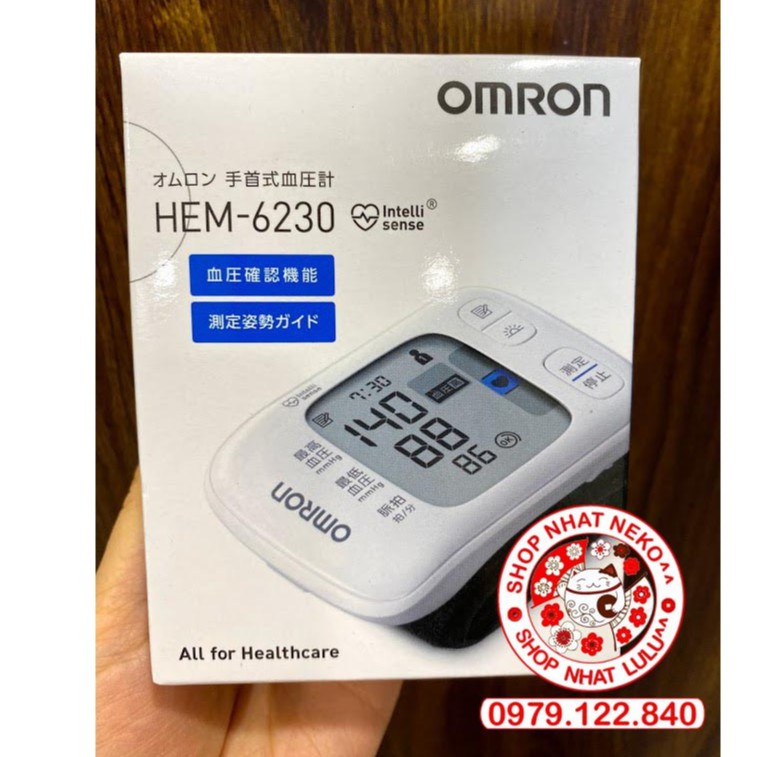 OMRON
オムロン 手首式血圧計
HEM-6230
Intelli
sense®
血圧確認機能
測定姿勢ガイド
測定
停止
Intelli
sense
7:30
140
88
86
OK
最高
血圧
mmHg
最低
血圧
mmHg
脈拍
拍/分
OMRON
All for Healthcare
SHOP NHAT NEKO^^
SHOP NHAT LULU^^
0979.122.840